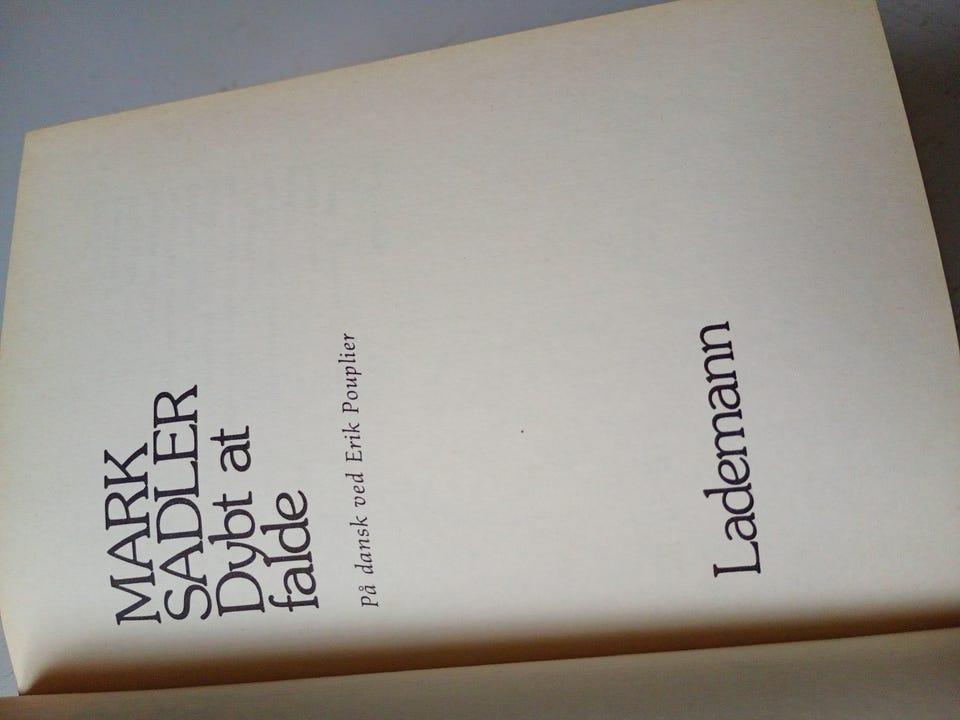 MARK
SADLER
Dybt at
falde
På dansk ved Erik Pouplier
Lademann